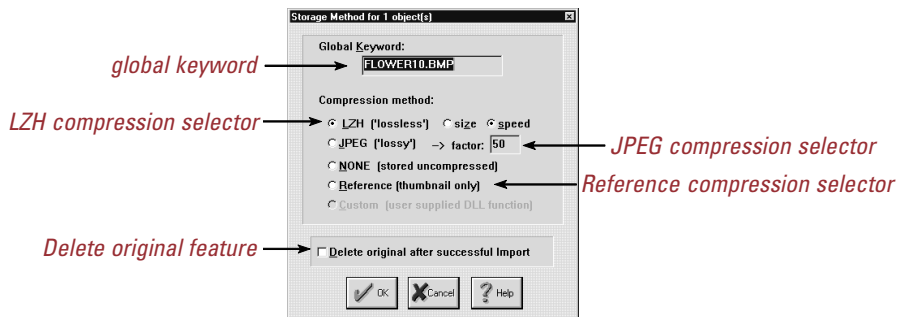 Storage Method for 1 object(s)
Global Keyword:
global keyword
FLOWER10.BMP
Compression method:
LZH compression selector
LZH ('lossless') size speed
JPEG ('lossy') -> factor: 50
JPEG compression selector
NONE (stored uncompressed)
Reference (thumbnail only)
Reference compression selector
Custom (user supplied DLL function)
Delete original feature
Delete original after successful Import
OK Cancel Help